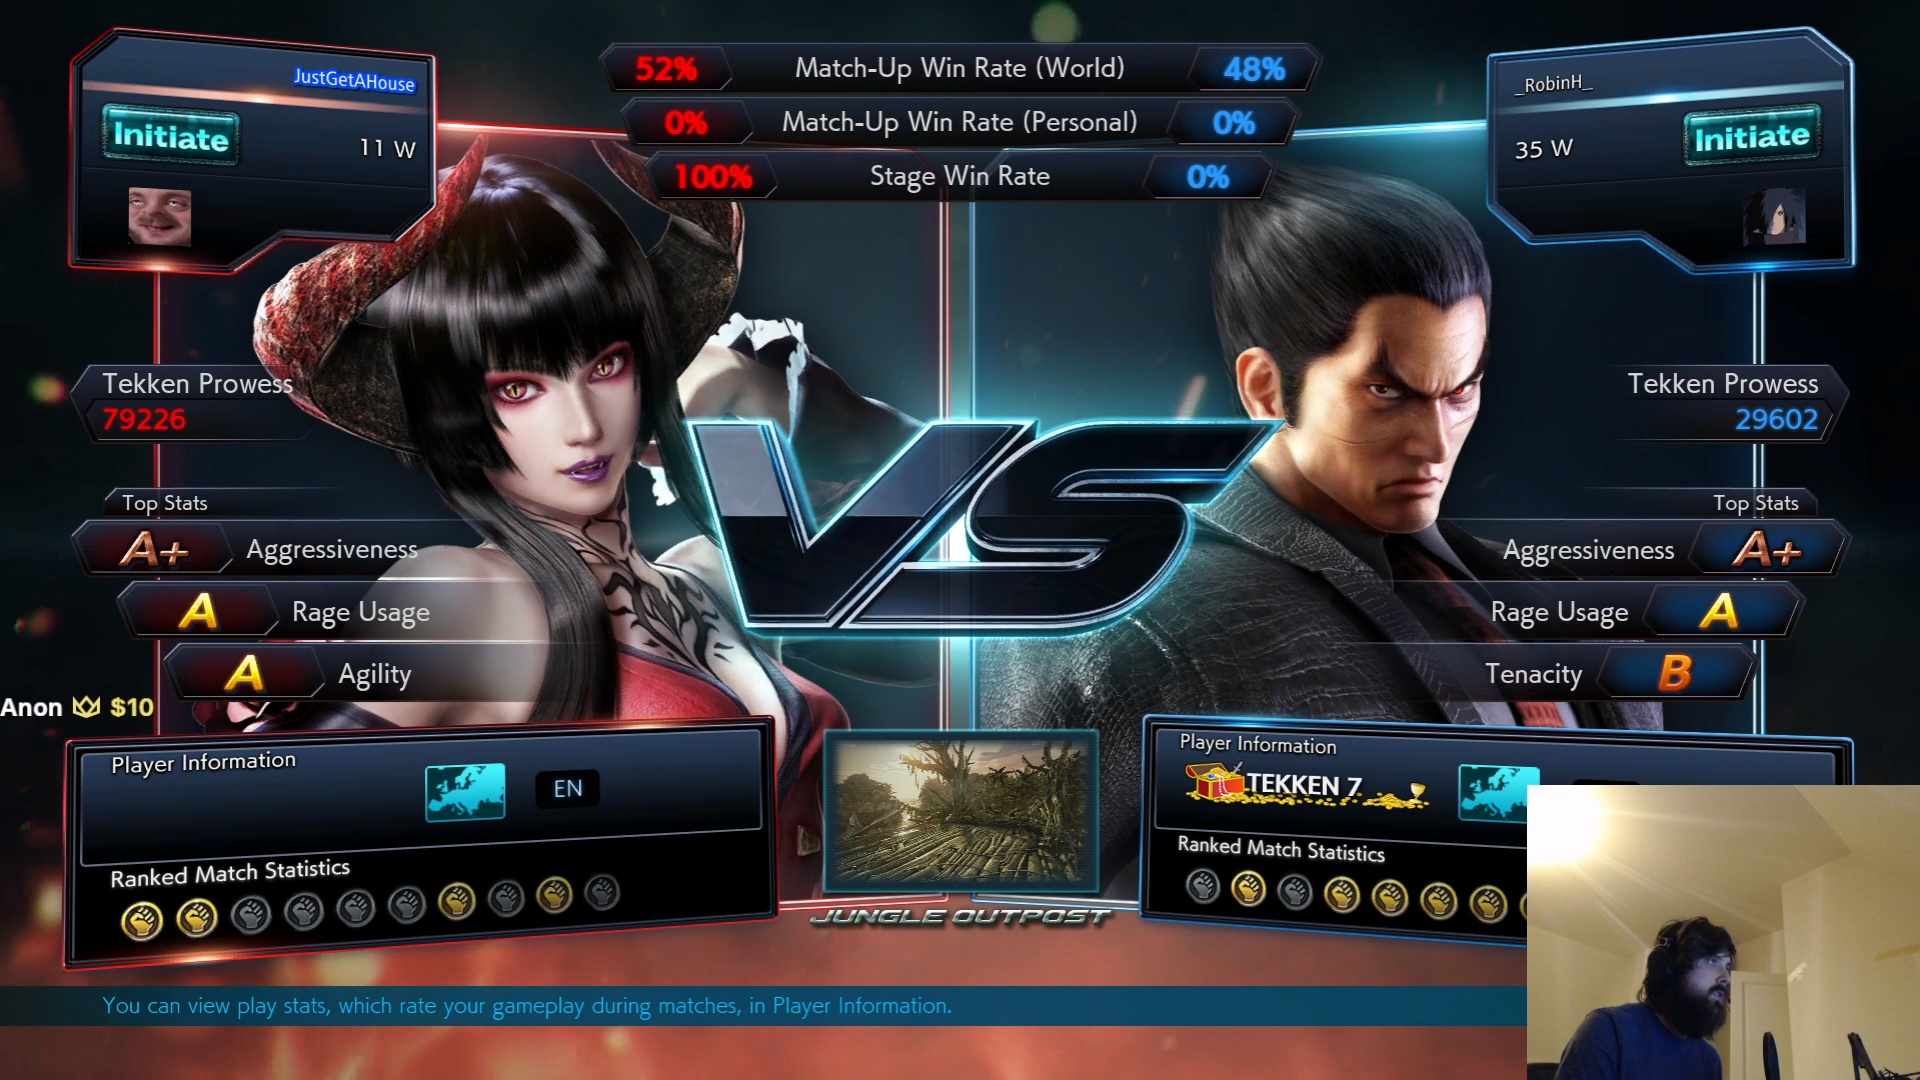 JustGetAHouse
Initiate
11 W
52% Match-Up Win Rate (World) 48%
0% Match-Up Win Rate (Personal) 0%
100% Stage Win Rate 0%
_RobinH_
35 W
Initiate
Tekken Prowess
79226
Tekken Prowess
29602
Top Stats
A+ Aggressiveness
A Rage Usage
A Agility
VS
Top Stats
Aggressiveness A+
Rage Usage A
Tenacity B
Anon $10
Player Information
EN
Ranked Match Statistics
JUNGLE OUTPOST
Player Information
TEKKEN 7
Ranked Match Statistics
You can view play stats, which rate your gameplay during matches, in Player Information.